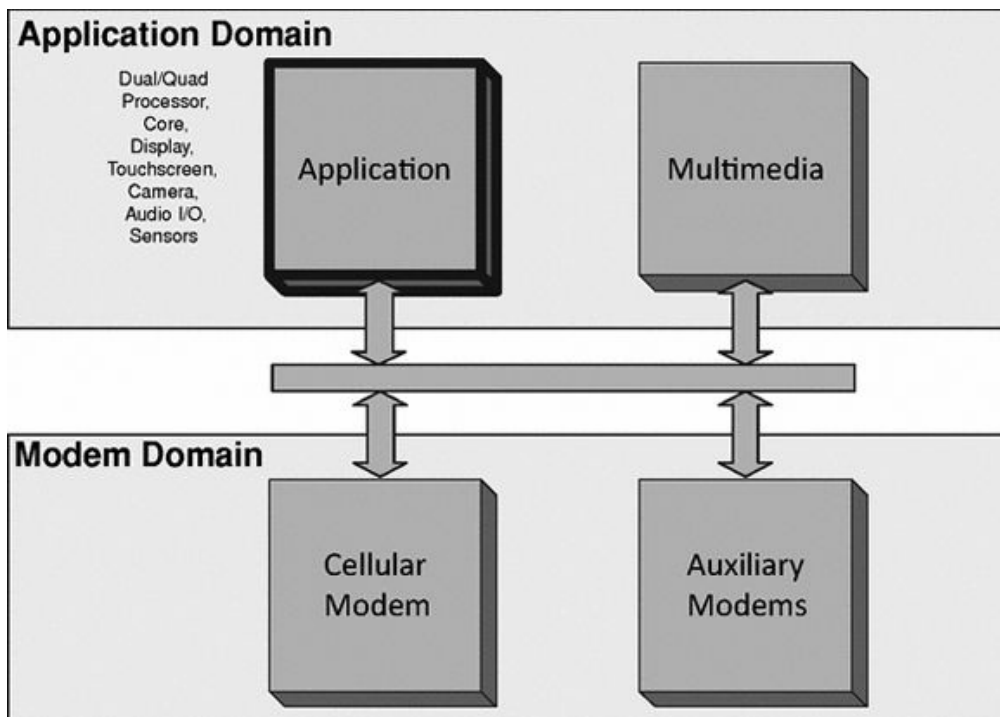 Application Domain
Dual/Quad
Processor,
Core,
Display,
Touchscreen,
Camera,
Audio I/O,
Sensors
Application
Multimedia
Modem Domain
Cellular
Modem
Auxiliary
Modems